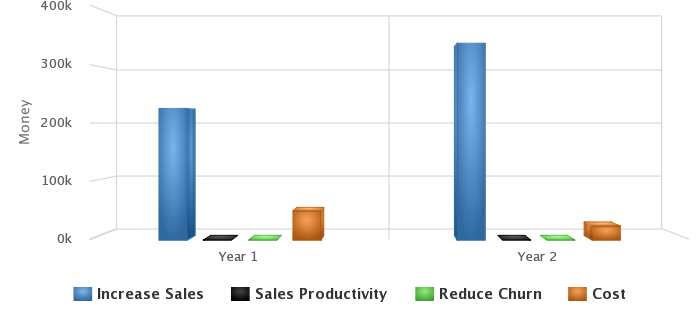 400k
300k
200k
100k
0k
Money
Year 1 Year 2
Increase Sales Sales Productivity Reduce Churn Cost